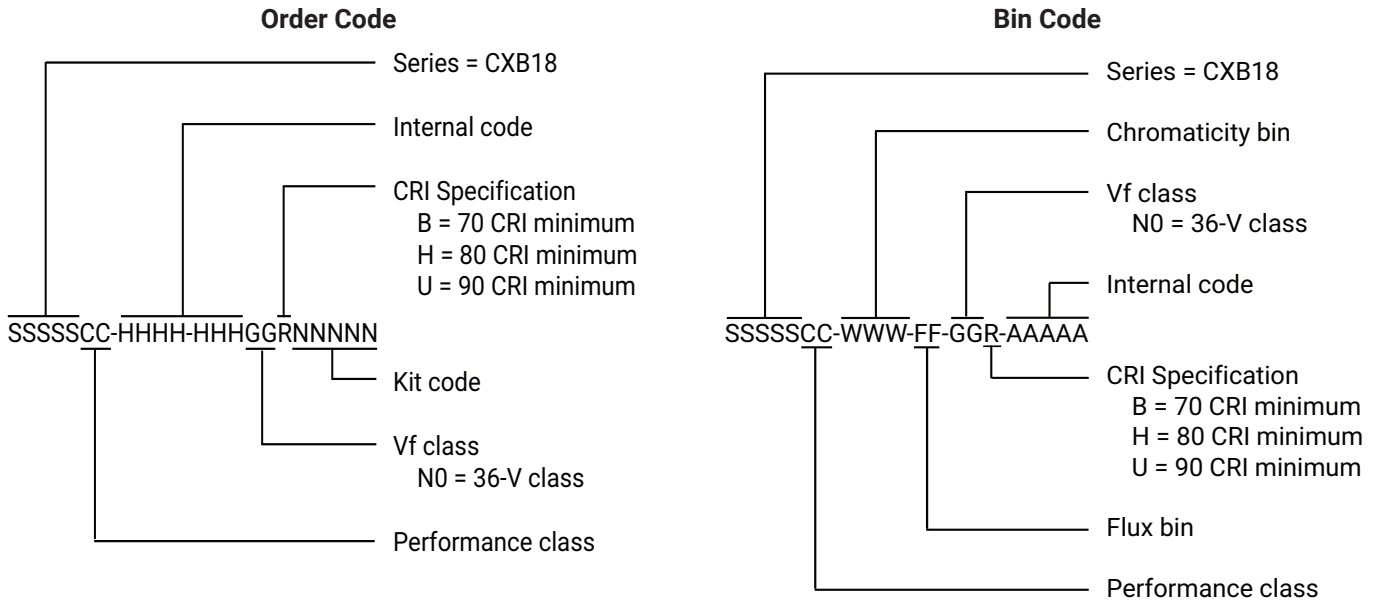 Order Code
Series = CXB18
Internal code
CRI Specification
B = 70 CRI minimum
H = 80 CRI minimum
U = 90 CRI minimum
SSSSSCC-HHHH-HHHGGRNNNNN
Kit code
Vf class
N0 = 36-V class
Performance class
Bin Code
Series = CXB18
Chromaticity bin
Vf class
N0 = 36-V class
Internal code
SSSSSCC-WWW-FF-GGR-AAAAA
CRI Specification
B = 70 CRI minimum
H = 80 CRI minimum
U = 90 CRI minimum
Flux bin
Performance class